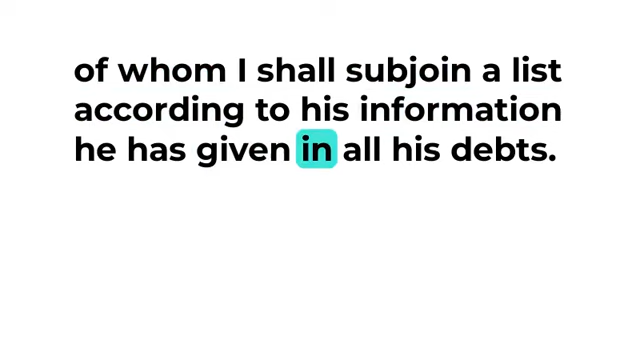 of whom I shall subjoin a list
according to his information
he has given in all his debts.